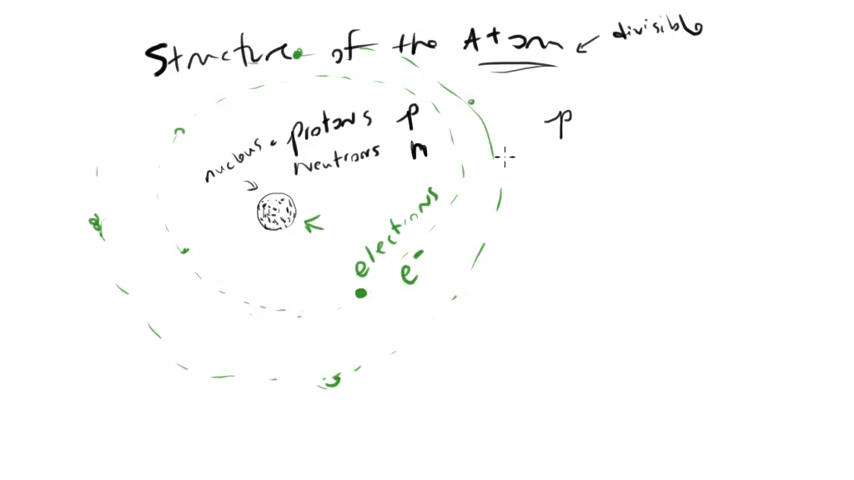 Structure of the Atom
divisible
nucleus
protons p
neutrons n
p
electrons
e-